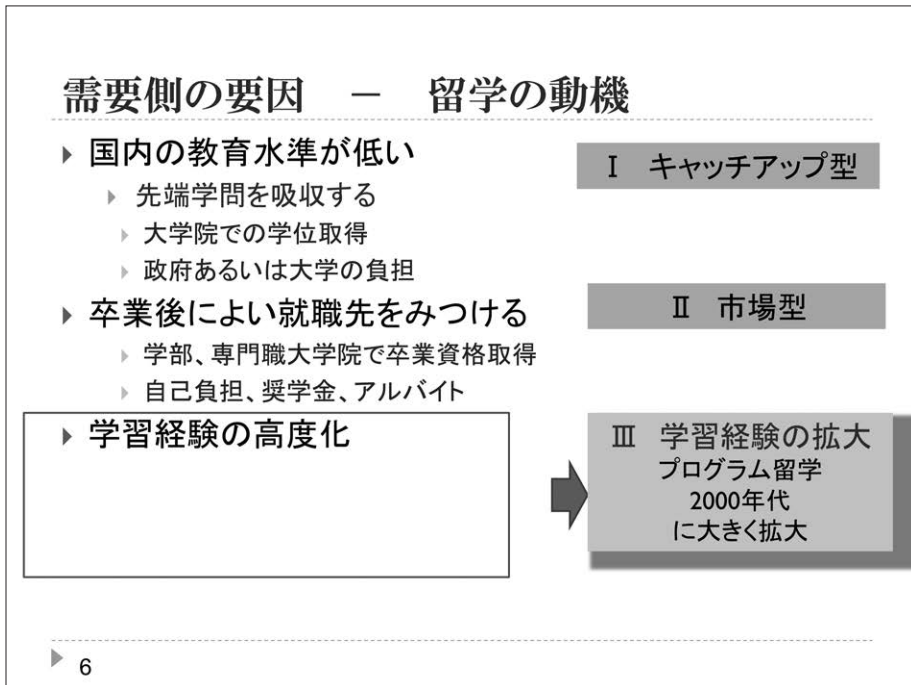 需要側の要因　－　留学の動機
国内の教育水準が低い
先端学問を吸収する
大学院での学位取得
政府あるいは大学の負担
Ⅰ　キャッチアップ型
卒業後によい就職先をみつける
学部、専門職大学院で卒業資格取得
自己負担、奨学金、アルバイト
Ⅱ　市場型
学習経験の高度化
Ⅲ　学習経験の拡大
プログラム留学
2000年代
に大きく拡大
6